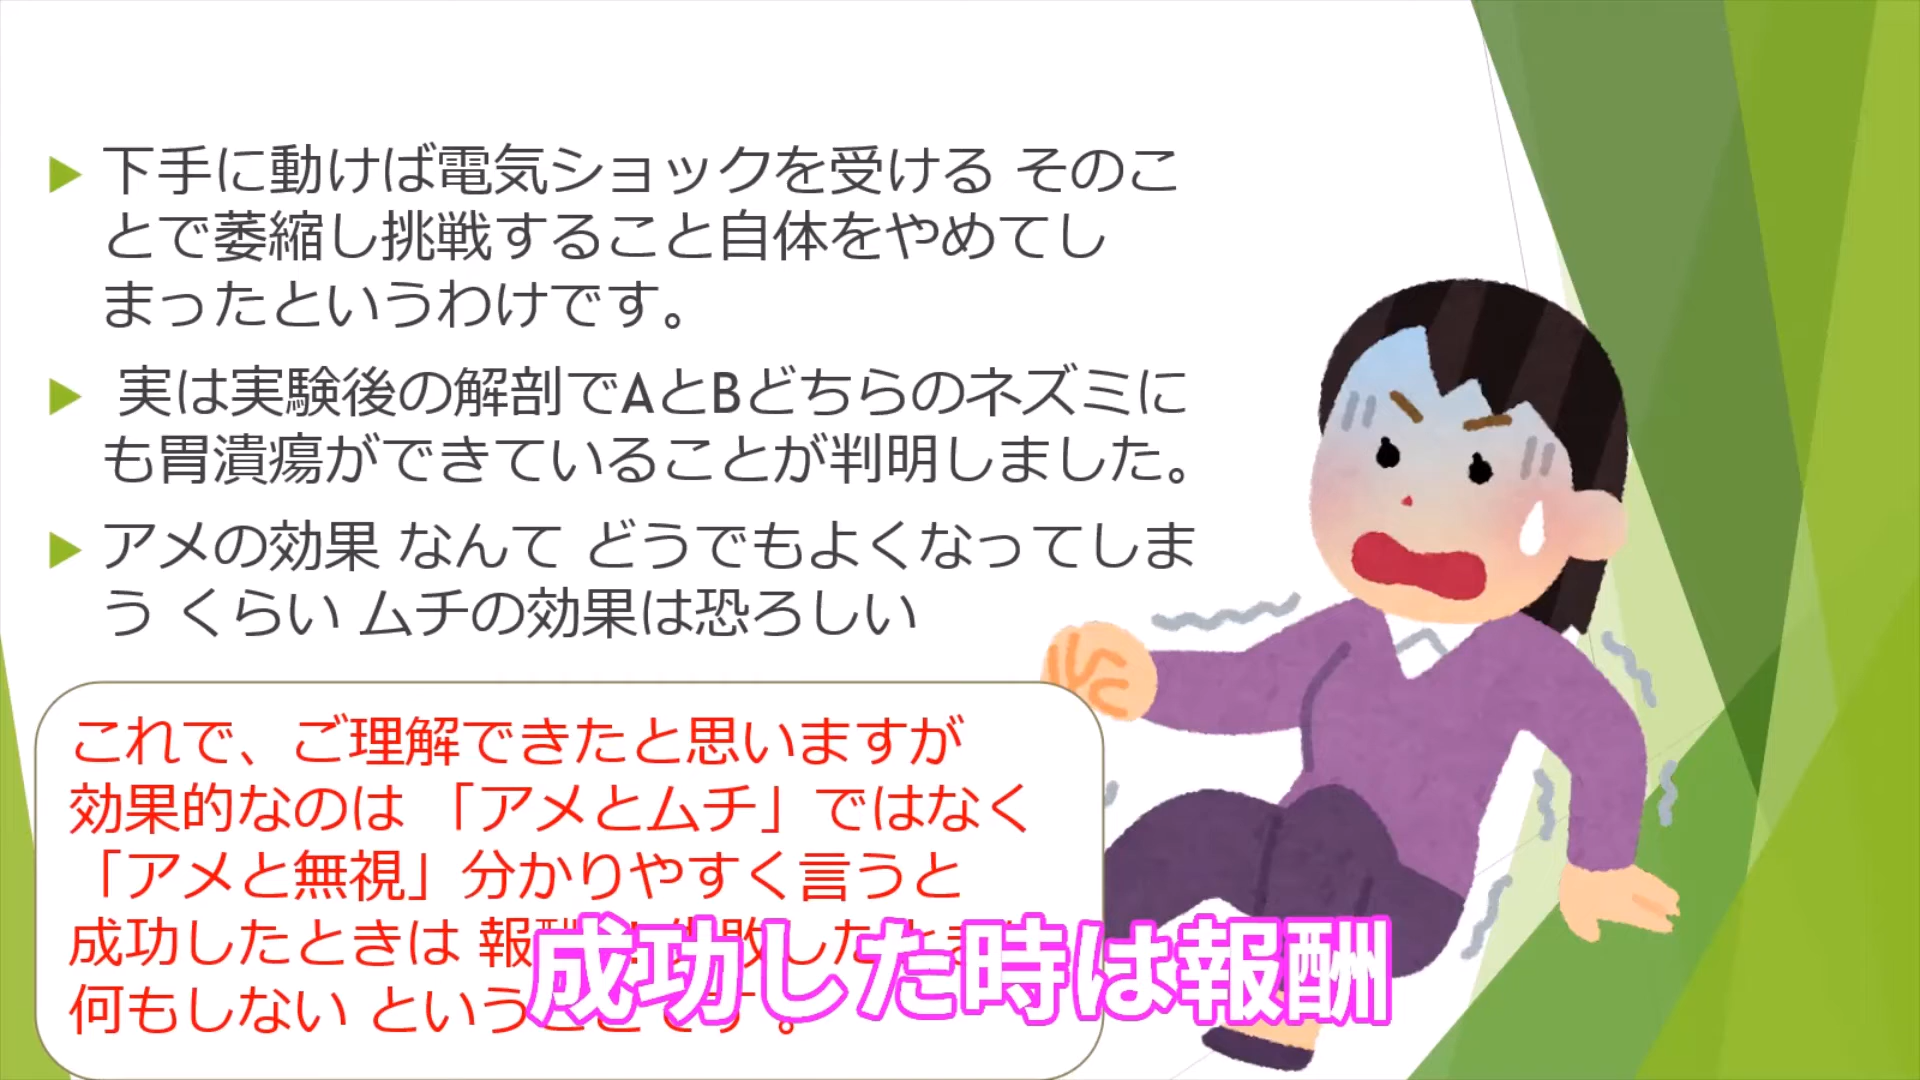 下手に動けば電気ショックを受ける そのこ
とで萎縮し挑戦すること自体をやめてし
まったというわけです。
実は実験後の解剖でAとBどちらのネズミに
も胃潰瘍ができていることが判明しました。
アメの効果 なんて どうでもよくなってしま
う くらい ムチの効果は恐ろしい
これで、ご理解できたと思いますが
効果的なのは 「アメとムチ」ではなく
「アメと無視」分かりやすく言うと
成功したときは 報酬 失敗した
何もしない という
成功した時は報酬